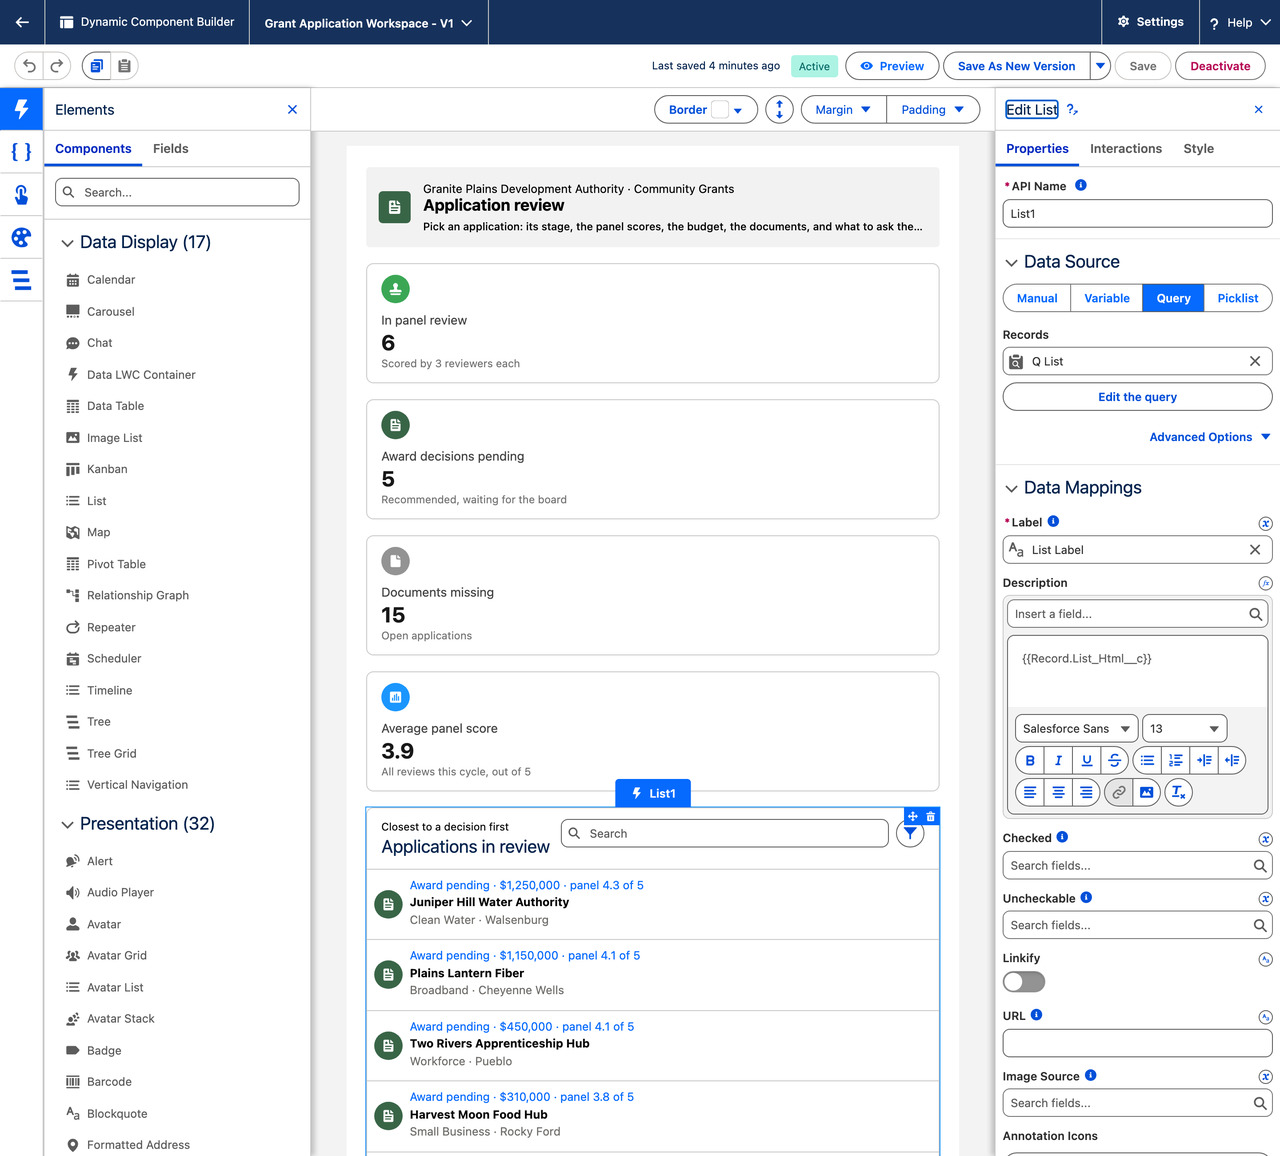 Dynamic Component Builder
Grant Application Workspace - V1
Settings
Help
Last saved 4 minutes ago
Active
Preview
Save As New Version
Save
Deactivate
Elements
Components
Fields
Search...
Data Display (17)
Calendar
Carousel
Chat
Data LWC Container
Data Table
Image List
Kanban
List
Map
Pivot Table
Relationship Graph
Repeater
Scheduler
Timeline
Tree
Tree Grid
Vertical Navigation
Presentation (32)
Alert
Audio Player
Avatar
Avatar Grid
Avatar List
Avatar Stack
Badge
Barcode
Blockquote
Formatted Address
Border
Margin
Padding
Granite Plains Development Authority · Community Grants
Application review
Pick an application: its stage, the panel scores, the budget, the documents, and what to ask the...
In panel review
6
Scored by 3 reviewers each
Award decisions pending
5
Recommended, waiting for the board
Documents missing
15
Open applications
Average panel score
3.9
All reviews this cycle, out of 5
List1
Closest to a decision first
Applications in review
Search
Award pending · $1,250,000 · panel 4.3 of 5
Juniper Hill Water Authority
Clean Water · Walsenburg
Award pending · $1,150,000 · panel 4.1 of 5
Plains Lantern Fiber
Broadband · Cheyenne Wells
Award pending · $450,000 · panel 4.1 of 5
Two Rivers Apprenticeship Hub
Workforce · Pueblo
Award pending · $310,000 · panel 3.8 of 5
Harvest Moon Food Hub
Small Business · Rocky Ford
Edit List
Properties
Interactions
Style
* API Name
List1
Data Source
Manual
Variable
Query
Picklist
Records
Q List
Edit the query
Advanced Options
Data Mappings
* Label
List Label
Description
Insert a field...
{{Record.List_Html__c}}
Salesforce Sans
13
Checked
Search fields...
Uncheckable
Search fields...
Linkify
URL
Image Source
Search fields...
Annotation Icons